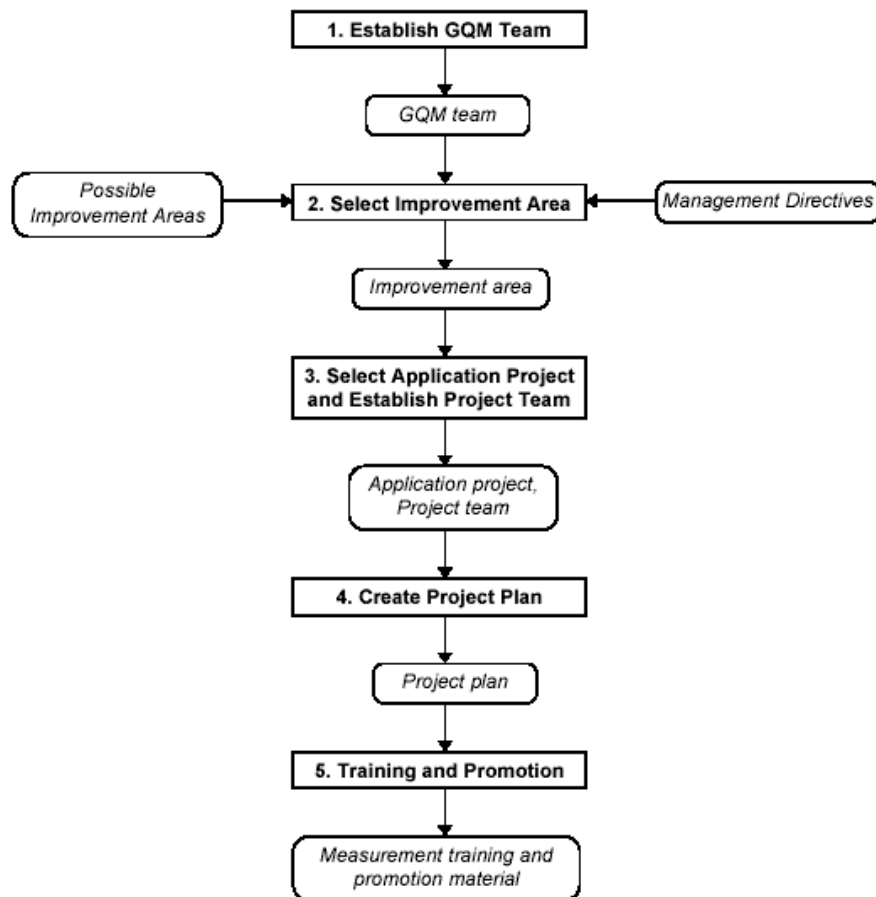 1. Establish GQM Team
GQM team
Possible
Improvement Areas
2. Select Improvement Area
Management Directives
Improvement area
3. Select Application Project
and Establish Project Team
Application project,
Project team
4. Create Project Plan
Project plan
5. Training and Promotion
Measurement training and
promotion material